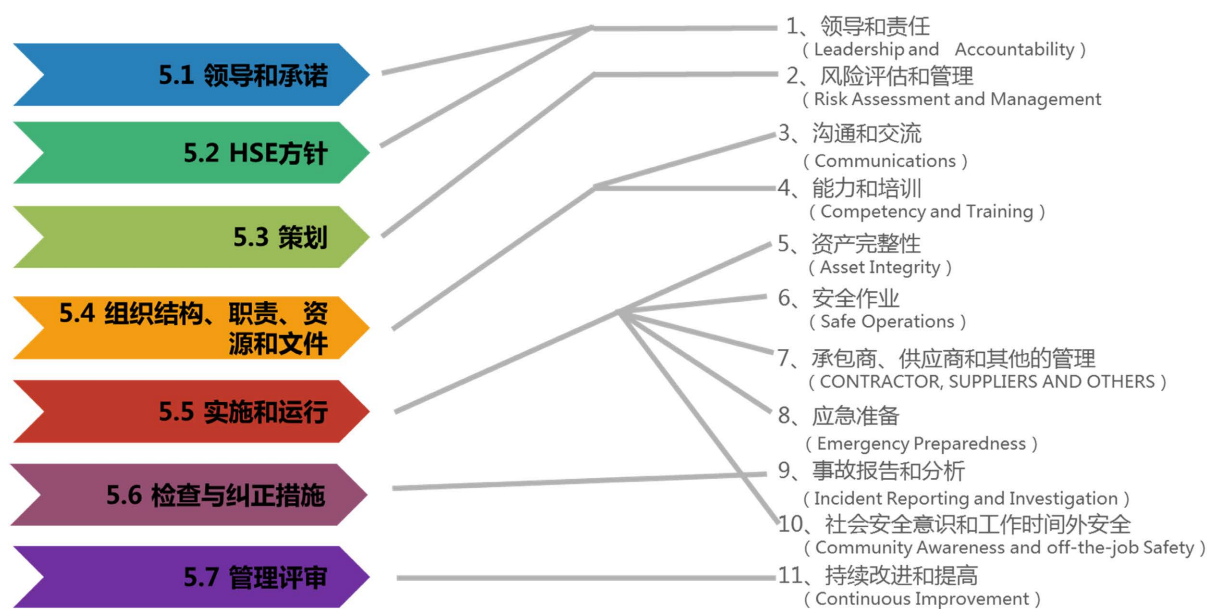 5.1 领导和承诺
5.2 HSE方针
5.3 策划
5.4 组织结构、职责、资
源和文件
5.5 实施和运行
5.6 检查与纠正措施
5.7 管理评审
1、领导和责任
（Leadership and Accountability）
2、风险评估和管理
（Risk Assessment and Management
3、沟通和交流
（Communications）
4、能力和培训
（Competency and Training）
5、资产完整性
（Asset Integrity）
6、安全作业
（Safe Operations）
7、承包商、供应商和其他的管理
（CONTRACTOR, SUPPLIERS AND OTHERS）
8、应急准备
（Emergency Preparedness）
9、事故报告和分析
（Incident Reporting and Investigation）
10、社会安全意识和工作时间外安全
（Community Awareness and off-the-job Safety）
11、持续改进和提高
（Continuous Improvement）